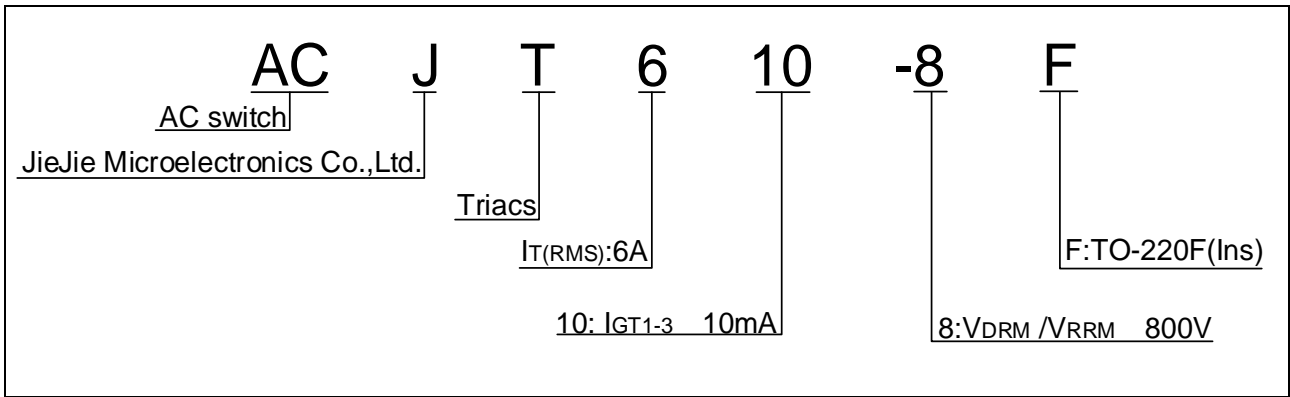 AC J T 6 10 -8 F
AC switch
JieJie Microelectronics Co.,Ltd.
Triacs
IT(RMS):6A
F:TO-220F(Ins)
10: IGT1-3 10mA
8:VDRM /VRRM 800V